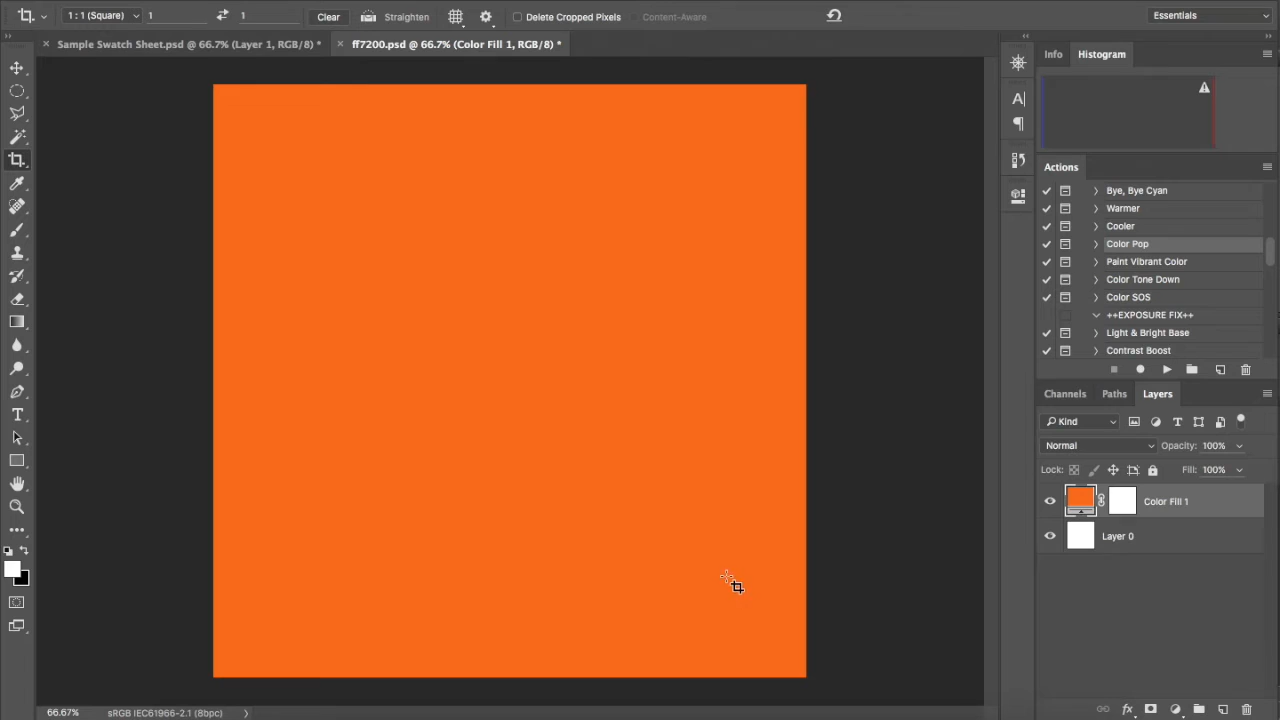 1 : 1 (Square) 1 1 Clear Straighten Delete Cropped Pixels Content-Aware Essentials
Sample Swatch Sheet.psd @ 66.7% (Layer 1, RGB/8) * ff7200.psd @ 66.7% (Color Fill 1, RGB/8) *
Info Histogram
Actions
Bye, Bye Cyan
Warmer
Cooler
Color Pop
Paint Vibrant Color
Color Tone Down
Color SOS
++EXPOSURE FIX++
Light & Bright Base
Contrast Boost
Channels Paths Layers
Kind
Normal Opacity: 100%
Lock: Fill: 100%
Color Fill 1
Layer 0
66.67% sRGB IEC61966-2.1 (8bpc)